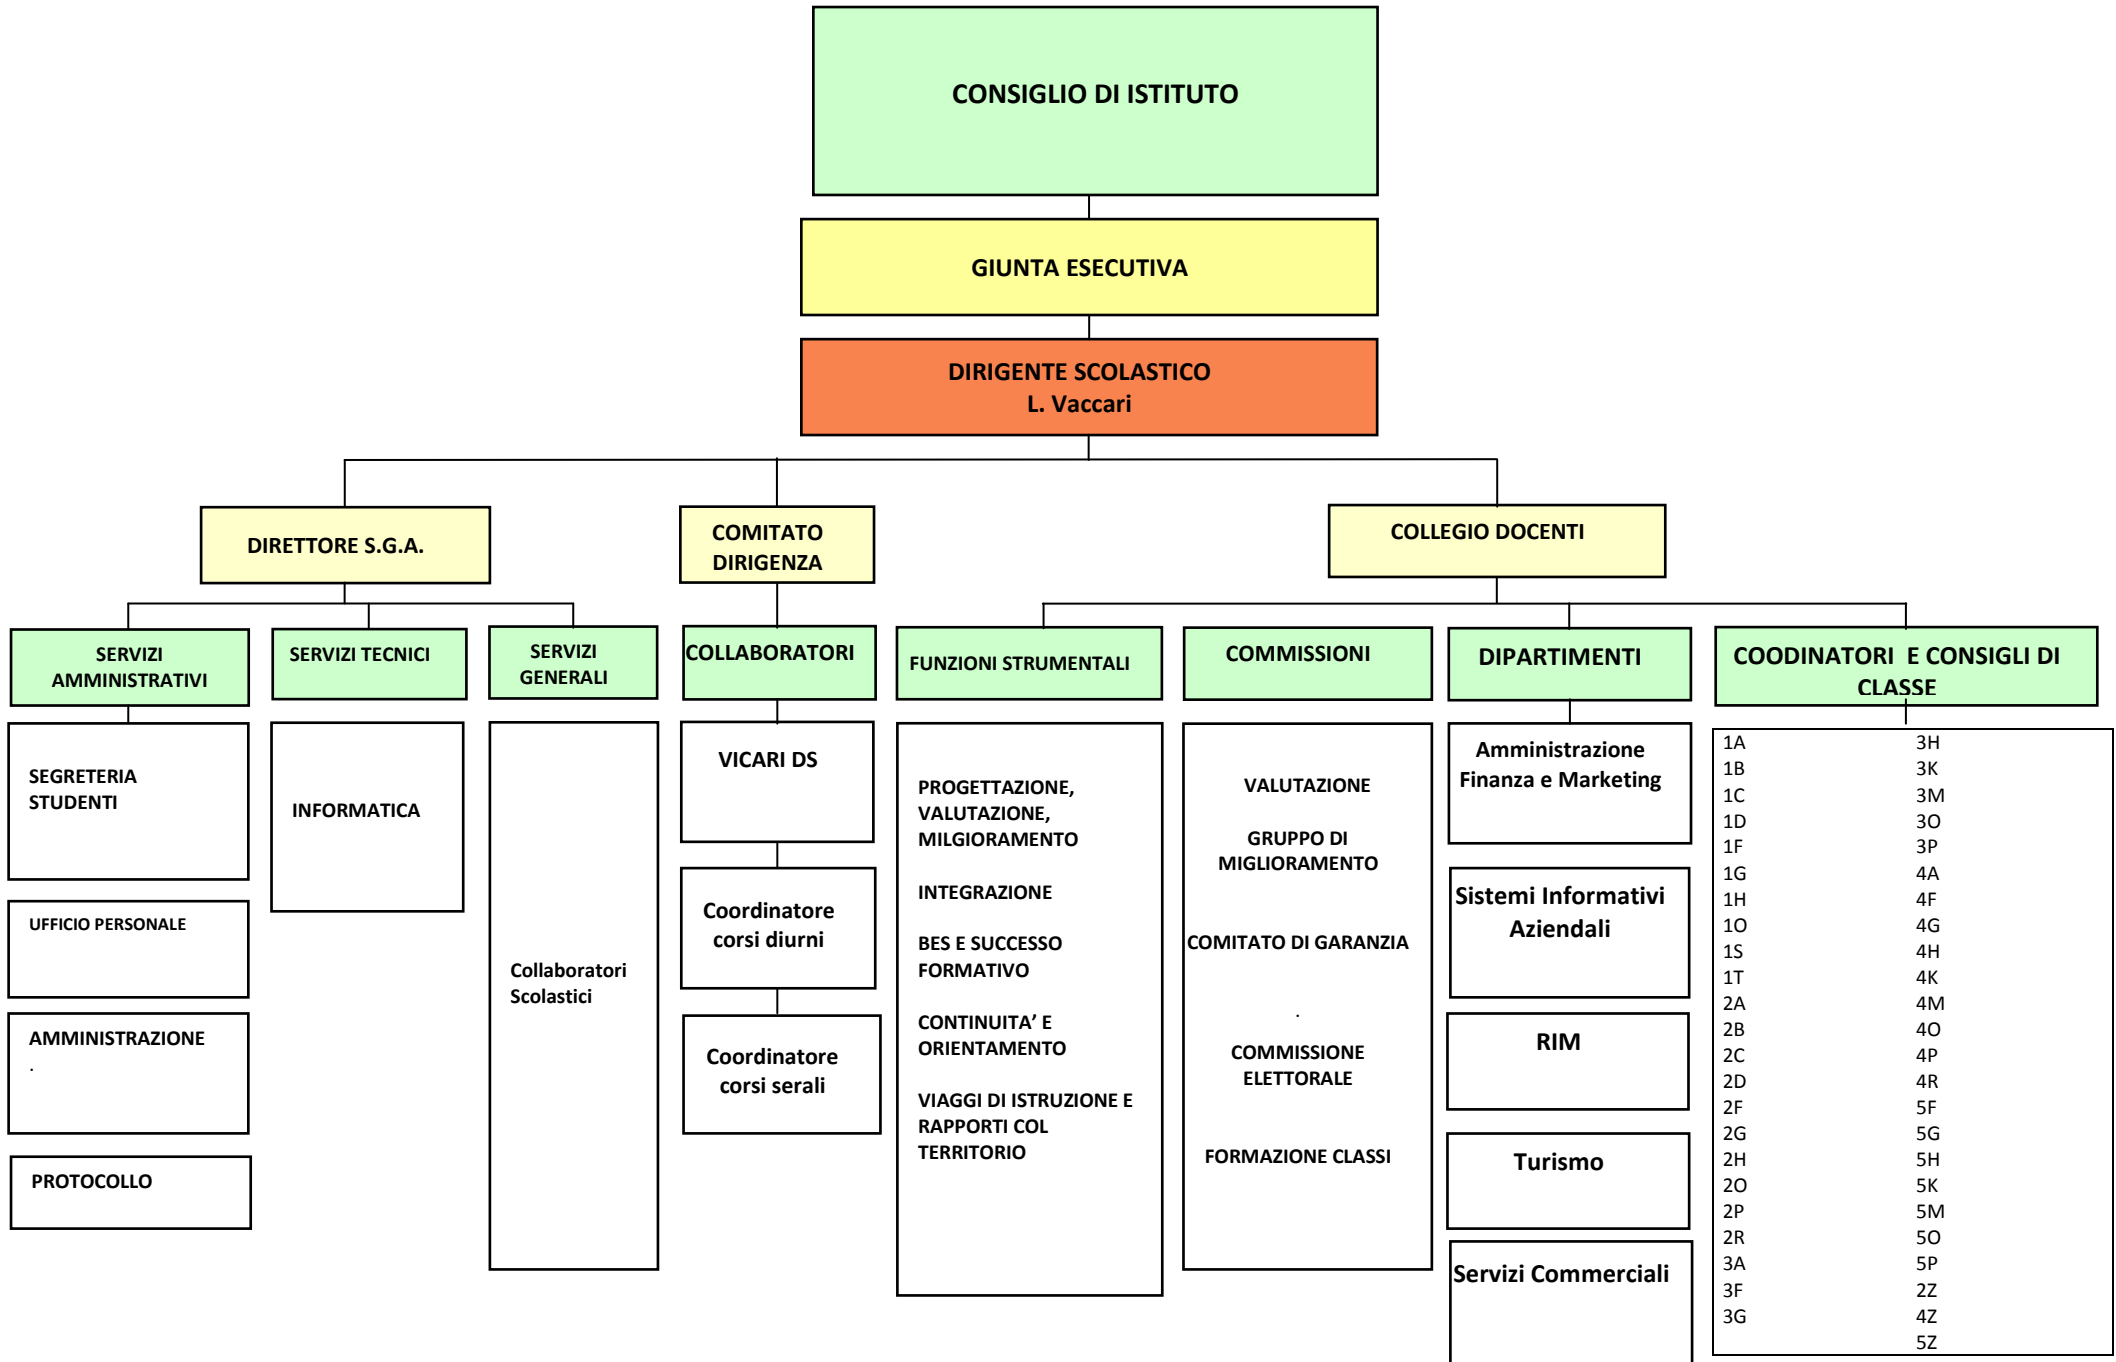 CONSIGLIO DI ISTITUTO
GIUNTA ESECUTIVA
DIRIGENTE SCOLASTICO
L. Vaccari
DIRETTORE S.G.A.
COMITATO
DIRIGENZA
COLLEGIO DOCENTI
SERVIZI
AMMINISTRATIVI
SERVIZI TECNICI
SERVIZI
GENERALI
COLLABORATORI
FUNZIONI STRUMENTALI
COMMISSIONI
DIPARTIMENTI
COODINATORI E CONSIGLI DI
CLASSE
SEGRETERIA
STUDENTI
UFFICIO PERSONALE
AMMINISTRAZIONE
.
PROTOCOLLO
INFORMATICA
Collaboratori
Scolastici
VICARI DS
Coordinatore
corsi diurni
Coordinatore
corsi serali
PROGETTAZIONE,
VALUTAZIONE,
MILGIORAMENTO
INTEGRAZIONE
BES E SUCCESSO
FORMATIVO
CONTINUITA’ E
ORIENTAMENTO
VIAGGI DI ISTRUZIONE E
RAPPORTI COL
TERRITORIO
VALUTAZIONE
GRUPPO DI
MIGLIORAMENTO
COMITATO DI GARANZIA
.
COMMISSIONE
ELETTORALE
FORMAZIONE CLASSI
Amministrazione
Finanza e Marketing
Sistemi Informativi
Aziendali
RIM
Turismo
Servizi Commerciali
1A
1B
1C
1D
1F
1G
1H
1O
1S
1T
2A
2B
2C
2D
2F
2G
2H
2O
2P
2R
3A
3F
3G
3H
3K
3M
3O
3P
4A
4F
4G
4H
4K
4M
4O
4P
4R
5F
5G
5H
5K
5M
5O
5P
2Z
4Z
5Z